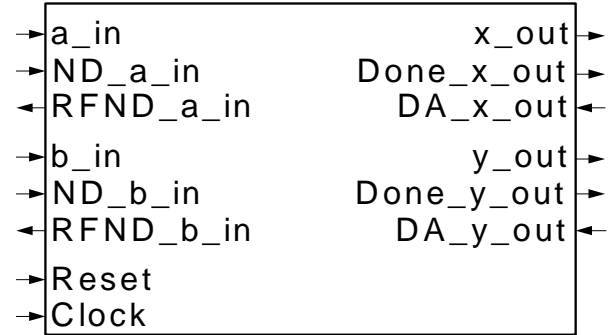 a_in x_out
ND_a_in Done_x_out
RFND_a_in DA_x_out
b_in y_out
ND_b_in Done_y_out
RFND_b_in DA_y_out
Reset
Clock